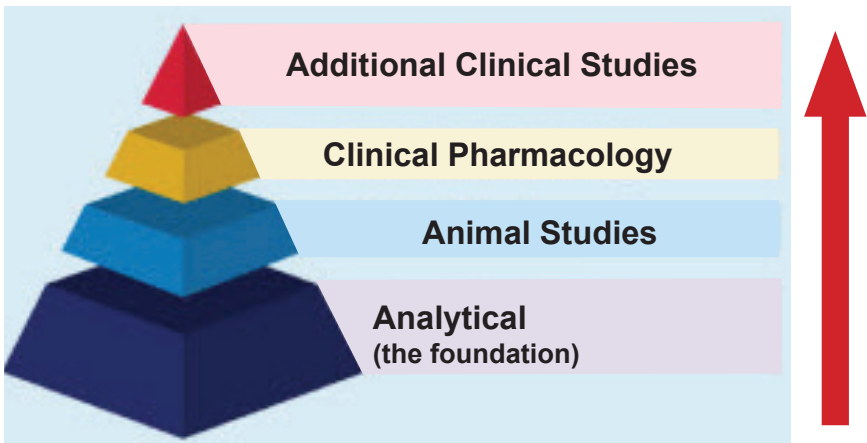 Additional Clinical Studies
Clinical Pharmacology
Animal Studies
Analytical
(the foundation)